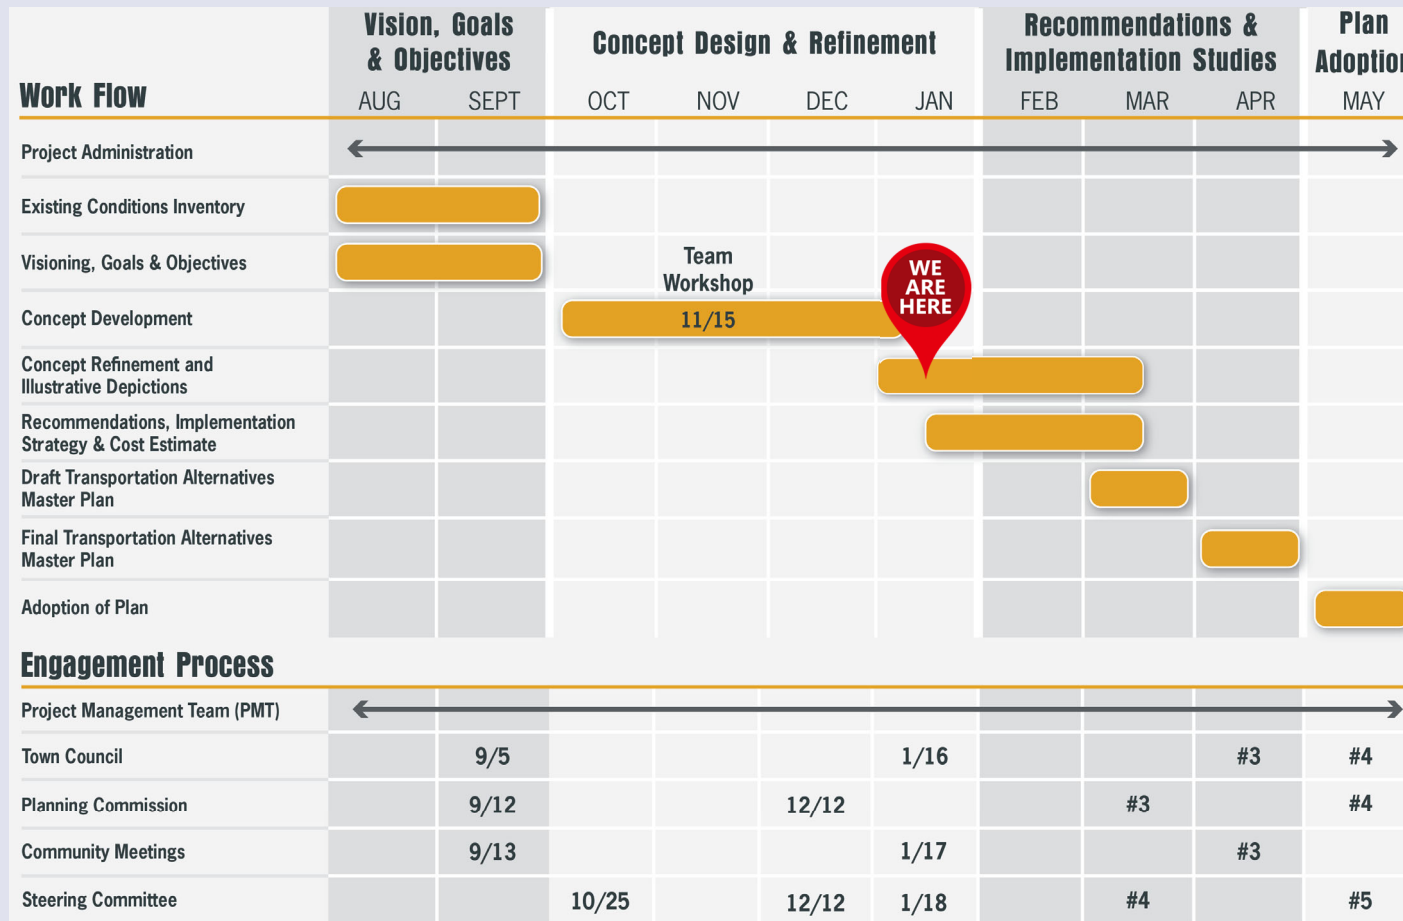 Vision, Goals
& Objectives
Concept Design & Refinement
Recommendations &
Implementation Studies
Plan
Adoption
Work Flow
AUG SEPT OCT NOV DEC JAN FEB MAR APR MAY
Project Administration
Existing Conditions Inventory
Visioning, Goals & Objectives
Team
Workshop
WE
ARE
HERE
Concept Development
11/15
Concept Refinement and
Illustrative Depictions
Recommendations, Implementation
Strategy & Cost Estimate
Draft Transportation Alternatives
Master Plan
Final Transportation Alternatives
Master Plan
Adoption of Plan
Engagement Process
Project Management Team (PMT)
Town Council 9/5 1/16 #3 #4
Planning Commission 9/12 12/12 #3 #4
Community Meetings 9/13 1/17 #3
Steering Committee 10/25 12/12 1/18 #4 #5